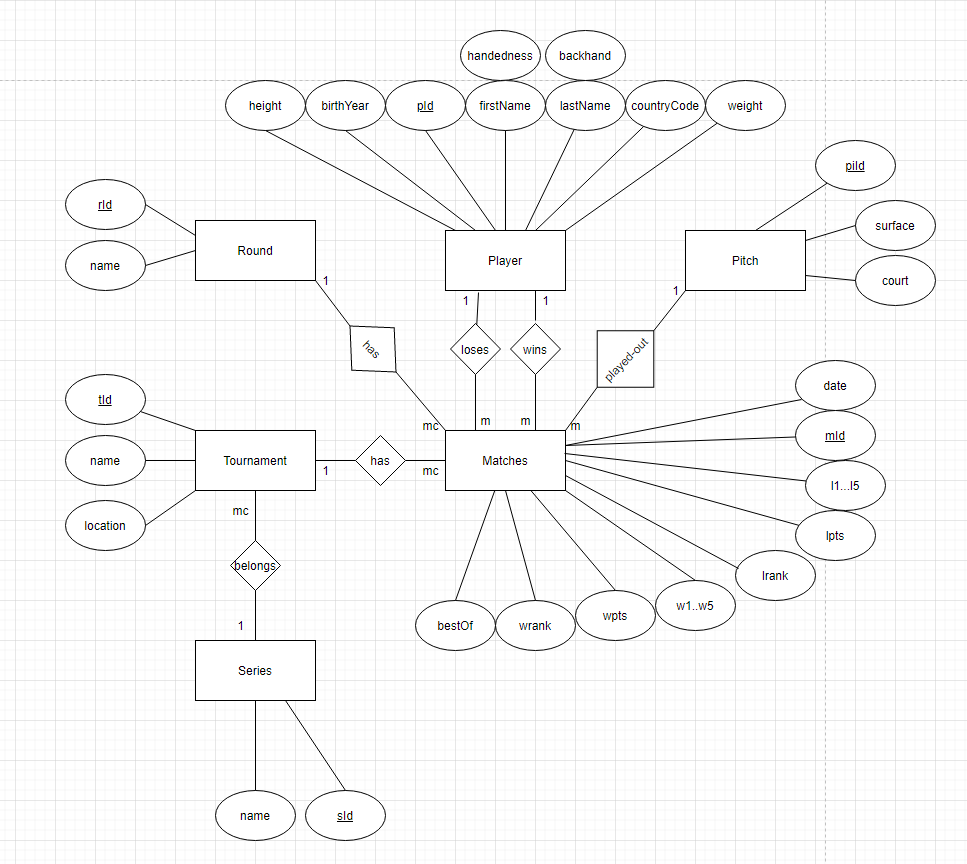 handedness
backhand
height
birthYear
pId
firstName
lastName
countryCode
weight
piId
rId
surface
Round
Player
Pitch
name
court
1
1
1
1
has
loses
wins
played-out
tId
date
mc
m
m
m
mId
name
Tournament
1
has
mc
Matches
l1...l5
location
mc
lpts
belongs
lrank
1
bestOf
wrank
wpts
w1..w5
Series
name
sId